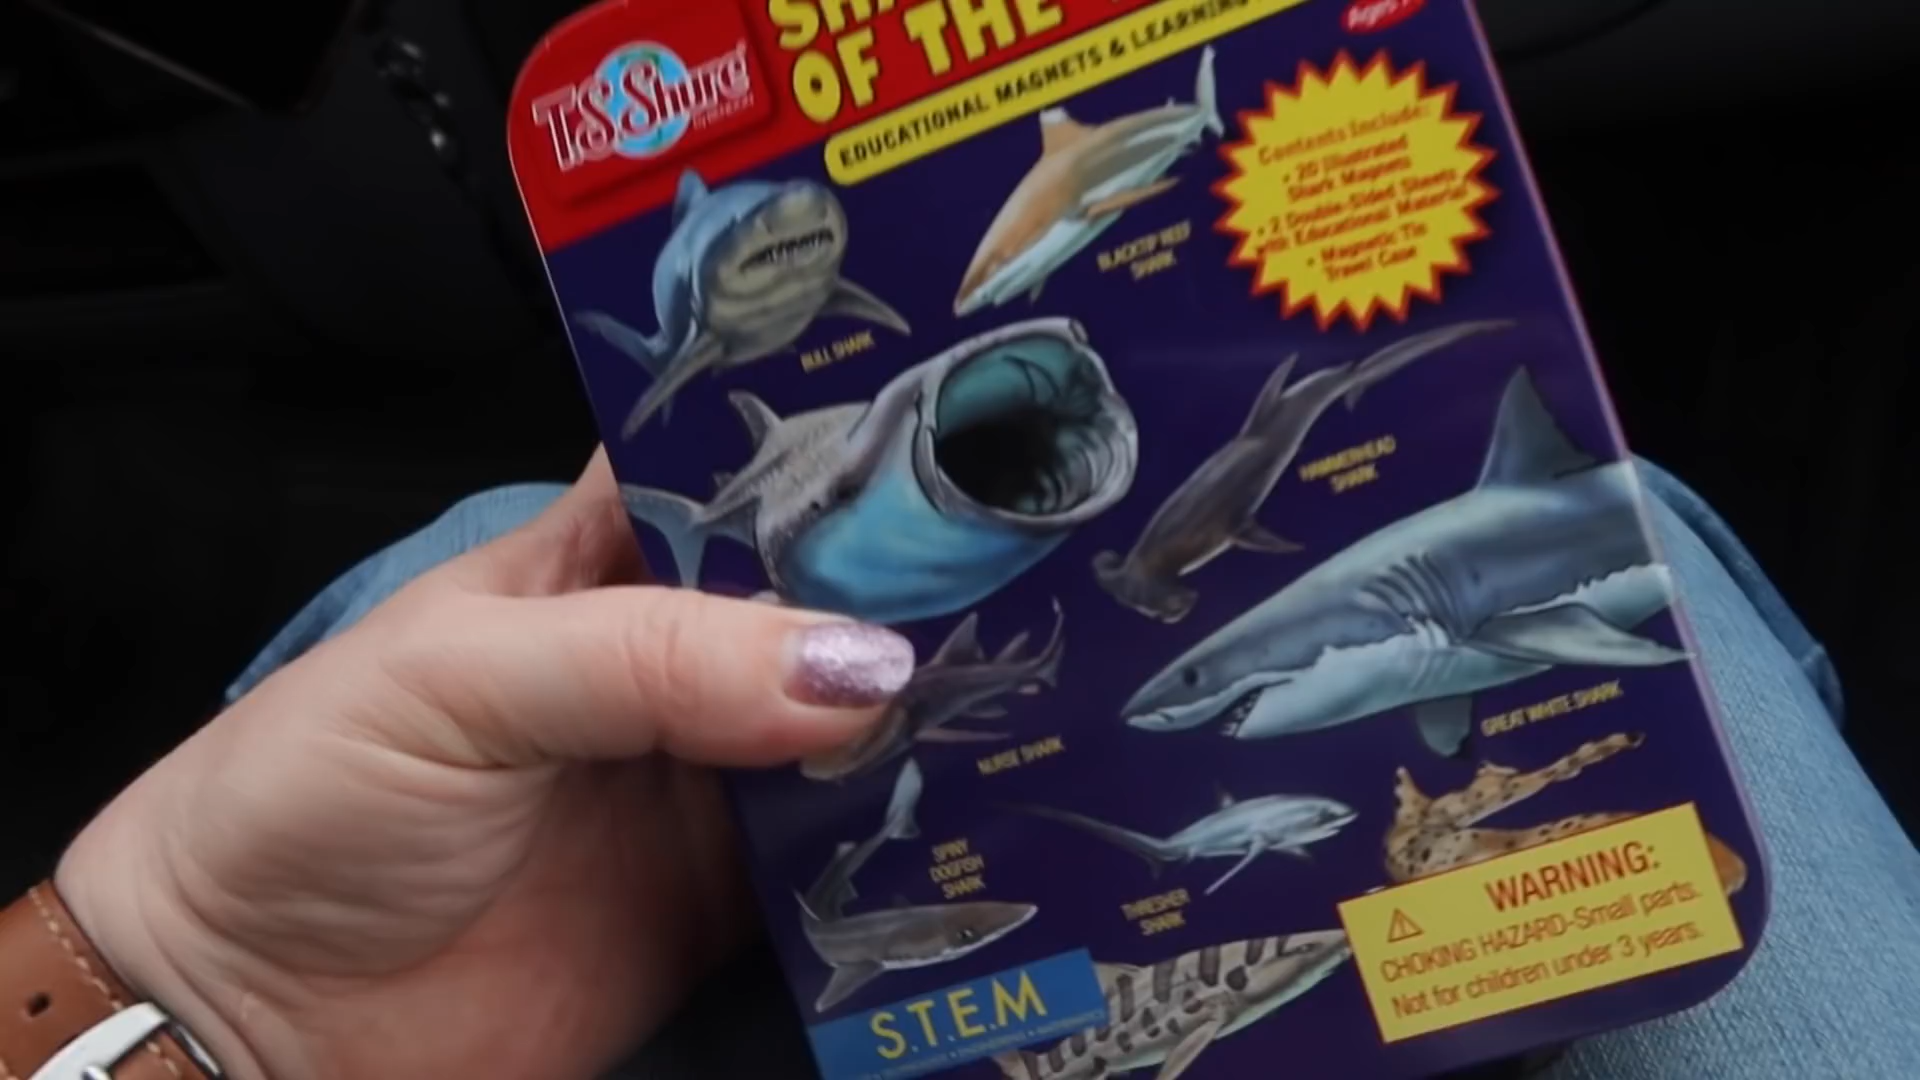 T.S. Shure
OF THE
EDUCATIONAL MAGNETS & LEARNING
Ages
Contents Include:
• 20 Illustrated
Shark Magnets
• 2 Double-Sided Sheets
with Educational Material
• Magnetic Tin
Travel Case
BULL SHARK
BLACKTIP REEF
SHARK
HAMMERHEAD
SHARK
GREAT WHITE SHARK
NURSE SHARK
SPINY
DOGFISH
SHARK
THRESHER
SHARK
WARNING:
CHOKING HAZARD-Small parts.
Not for children under 3 years.
S.T.E.M